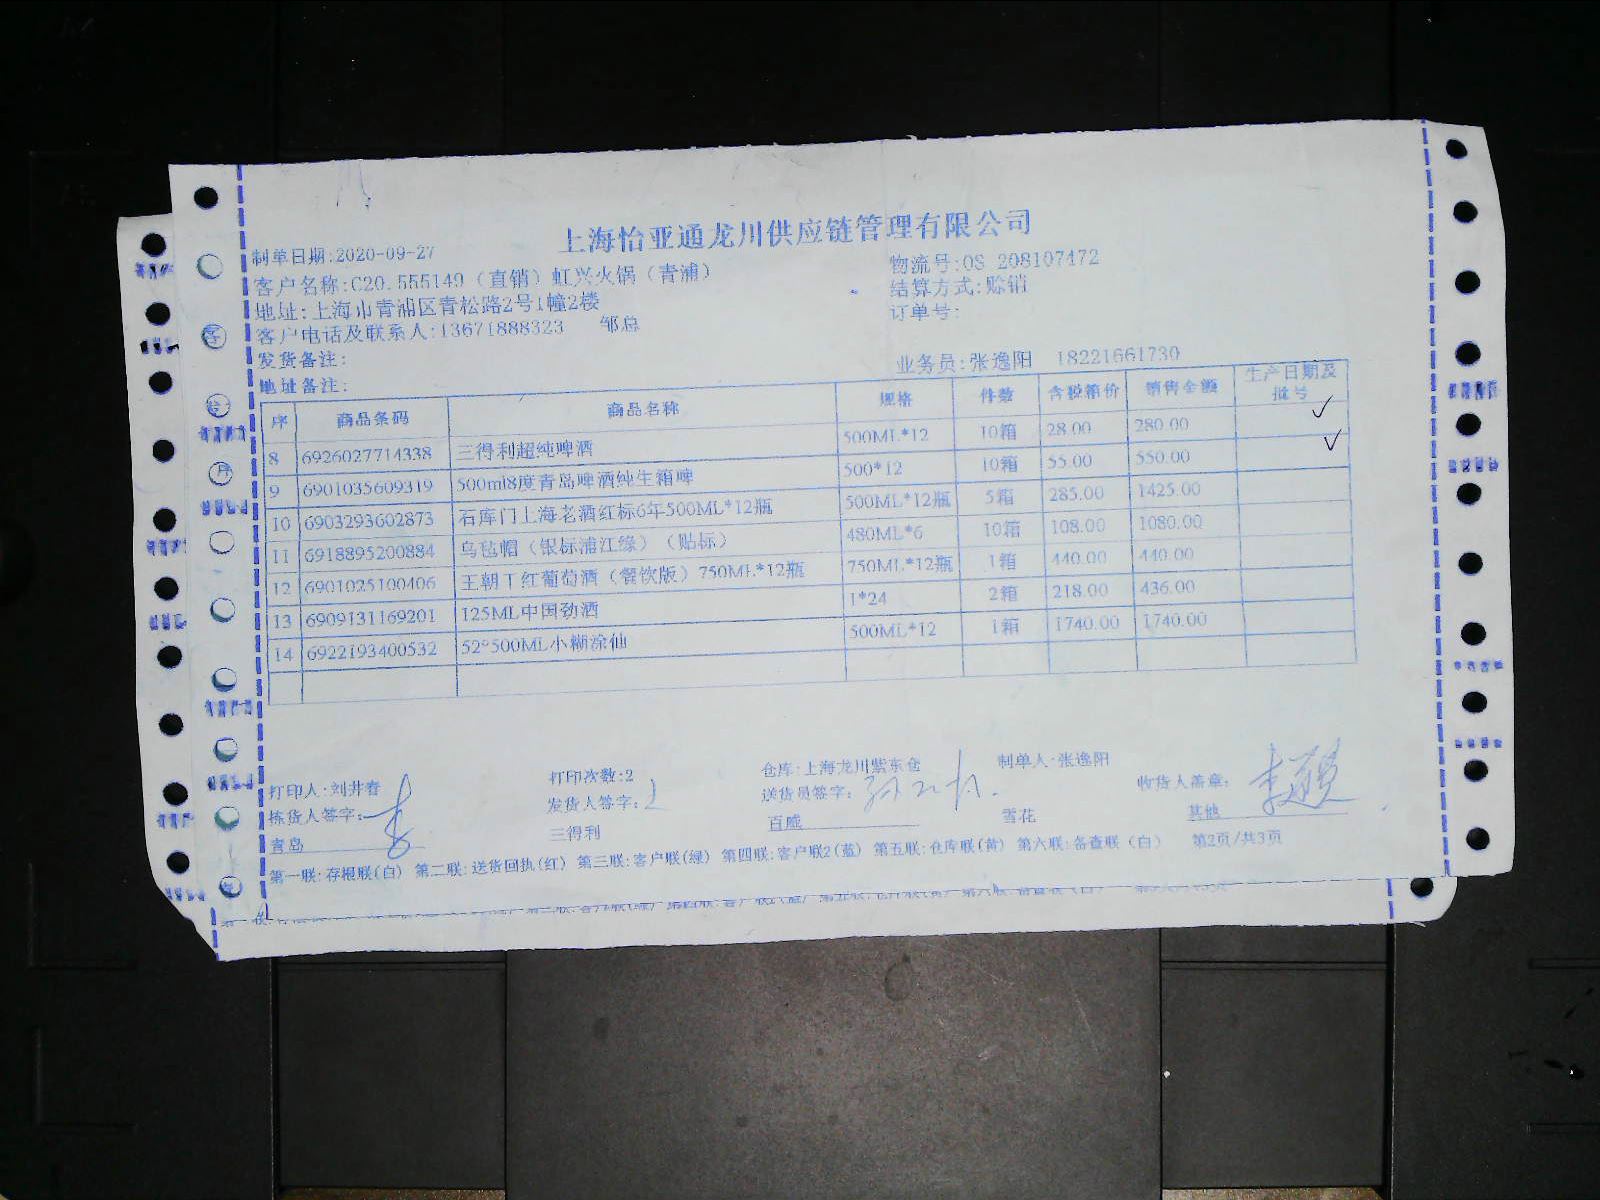 上海怡亚通龙川供应链管理有限公司
制单日期:2020-09-27
物流号:OS 208107472
客户名称:C20.555149（直销）虹兴火锅（青浦）
结算方式:赊销
地址:上海市青浦区青松路2号1幢2楼
订单号:
客户电话及联系人:13671888323 邹总
发货备注:
业务员:张逸阳 18221661730
地址备注:
序 商品条码 商品名称 规格 件数 含税箱价 销售金额 生产日期及批号
8 6926027714338 三得利超纯啤酒 500ML*12 10箱 28.00 280.00 ✓
9 6901035609319 500ml8度青岛啤酒纯生箱啤 500*12 10箱 55.00 550.00 ✓
10 6903293602873 石库门上海老酒红标6年500ML*12瓶 500ML*12瓶 5箱 285.00 1425.00
11 6918895200884 乌毡帽（银标浦江缘）（贴标） 480ML*6 10箱 108.00 1080.00
12 6901025100406 王朝丁红葡萄酒（餐饮版）750ML*12瓶 750ML*12瓶 1箱 440.00 440.00
13 6909131169201 125ML中国劲酒 1*24 2箱 218.00 436.00
14 6922193400532 52°500ML小糊涂仙 500ML*12 1箱 1740.00 1740.00
打印人:刘井春 打印次数:2 仓库:上海龙川紫东仓 制单人:张逸阳
拣货人签字: 发货人签字: 送货员签字: 收货人盖章:
青岛 三得利 百威 雪花 其他
第一联:存根联(白) 第二联:送货回执(红) 第三联:客户联(绿) 第四联:客户联2(蓝) 第五联:仓库联(黄) 第六联:备查联（白） 第2页/共3页